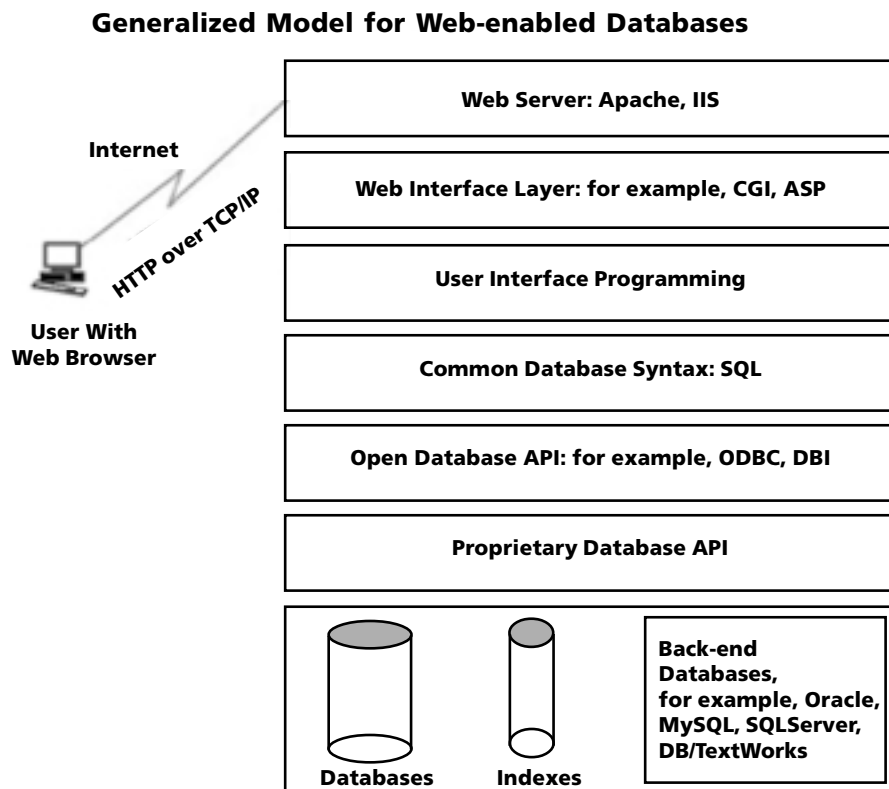 Generalized Model for Web-enabled Databases
Web Server: Apache, IIS
Internet
Web Interface Layer: for example, CGI, ASP
HTTP over TCP/IP
User Interface Programming
User With
Web Browser
Common Database Syntax: SQL
Open Database API: for example, ODBC, DBI
Proprietary Database API
Back-end
Databases,
for example, Oracle,
MySQL, SQLServer,
DB/TextWorks
Databases
Indexes